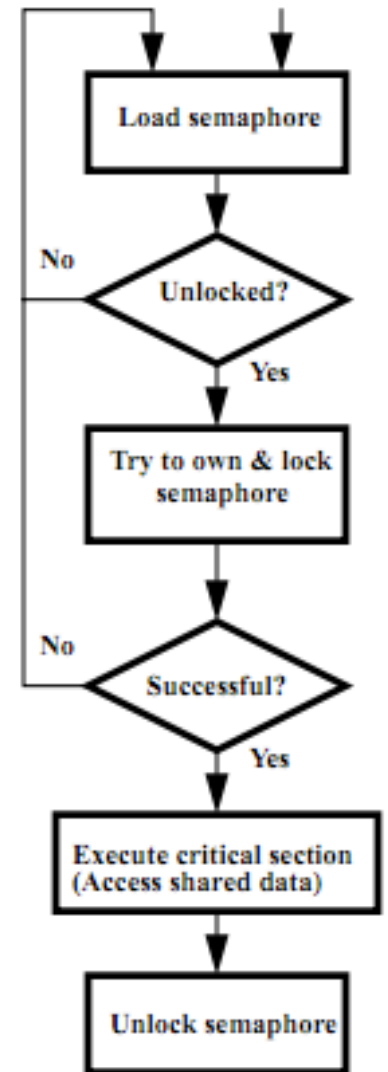 Load semaphore
No
Unlocked?
Yes
Try to own & lock
semaphore
No
Successful?
Yes
Execute critical section
(Access shared data)
Unlock semaphore